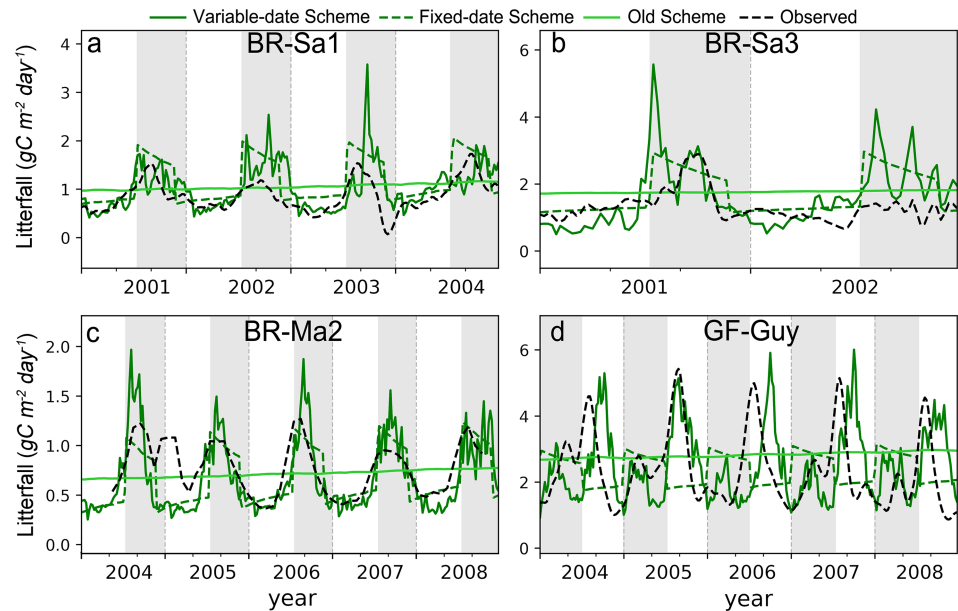 Variable-date Scheme Fixed-date Scheme Old Scheme Observed
a BR-Sa1
b BR-Sa3
Litterfall (gC m⁻² day⁻¹)
4
3
2
1
0
6
4
2
0
2001 2002 2003 2004
2001 2002
c BR-Ma2
d GF-Guy
Litterfall (gC m⁻² day⁻¹)
2.0
1.5
1.0
0.5
0.0
6
4
2
0
2004 2005 2006 2007 2008
2004 2005 2006 2007 2008
year
year